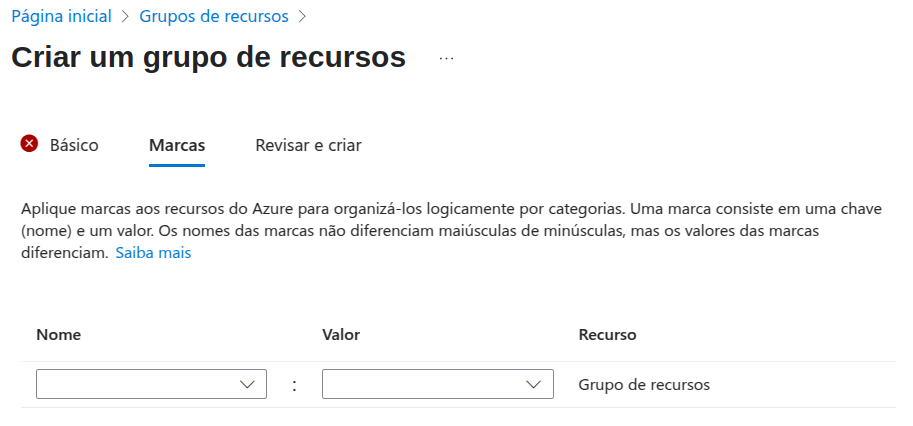 Página inicial > Grupos de recursos >
Criar um grupo de recursos ...
Básico Marcas Revisar e criar
Aplique marcas aos recursos do Azure para organizá-los logicamente por categorias. Uma marca consiste em uma chave
(nome) e um valor. Os nomes das marcas não diferenciam maiúsculas de minúsculas, mas os valores das marcas
diferenciam. Saiba mais
Nome Valor Recurso
: Grupo de recursos